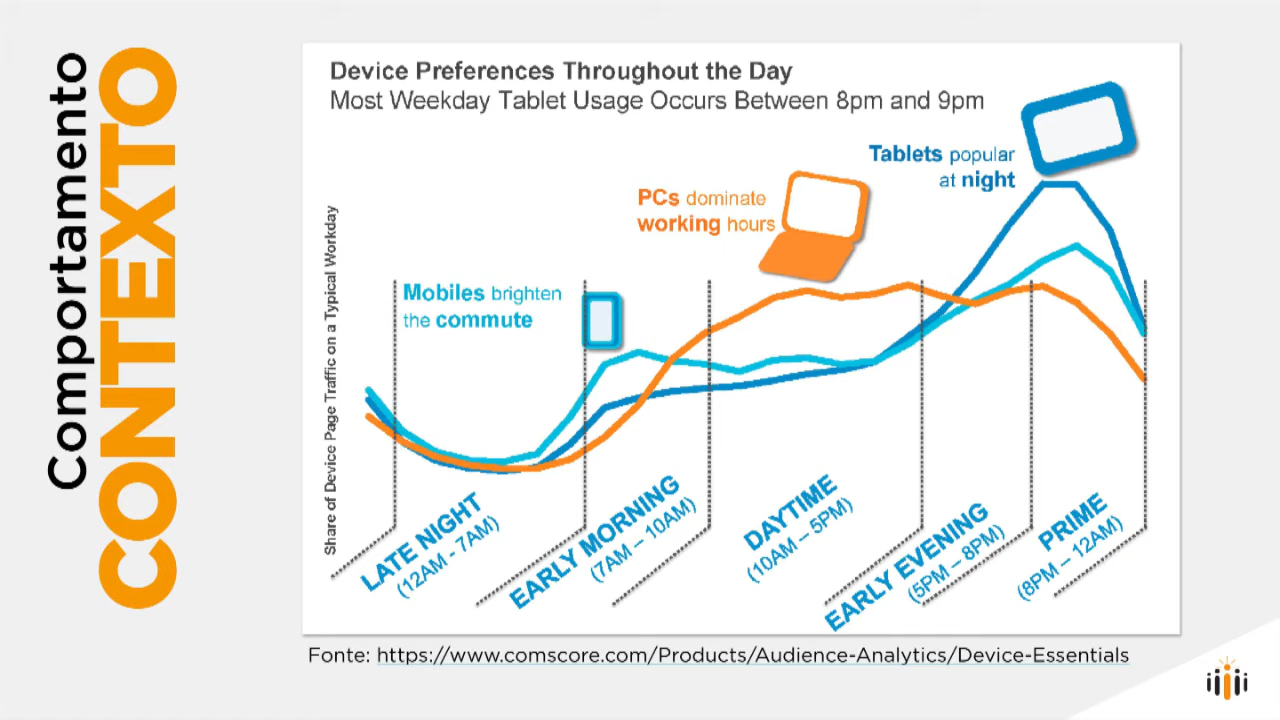 Comportamento
CONTEXTO
Device Preferences Throughout the Day
Most Weekday Tablet Usage Occurs Between 8pm and 9pm
Tablets popular
at night
PCs dominate
working hours
Mobiles brighten
the commute
Share of Device Page Traffic on a Typical Workday
LATE NIGHT
(12AM - 7AM)
EARLY MORNING
(7AM – 10AM)
DAYTIME
(10AM – 5PM)
EARLY EVENING
(5PM – 8PM)
PRIME
(8PM – 12AM)
Fonte: https://www.comscore.com/Products/Audience-Analytics/Device-Essentials